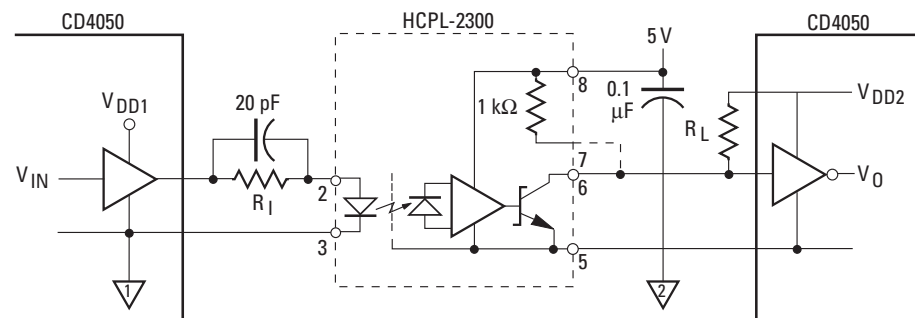 CD4050
HCPL-2300
CD4050
5 V
8
V_DD1
20 pF
1 kΩ
0.1
μF
R_L
V_DD2
V_IN
R_I
2
7
6
V_O
3
5
1
2